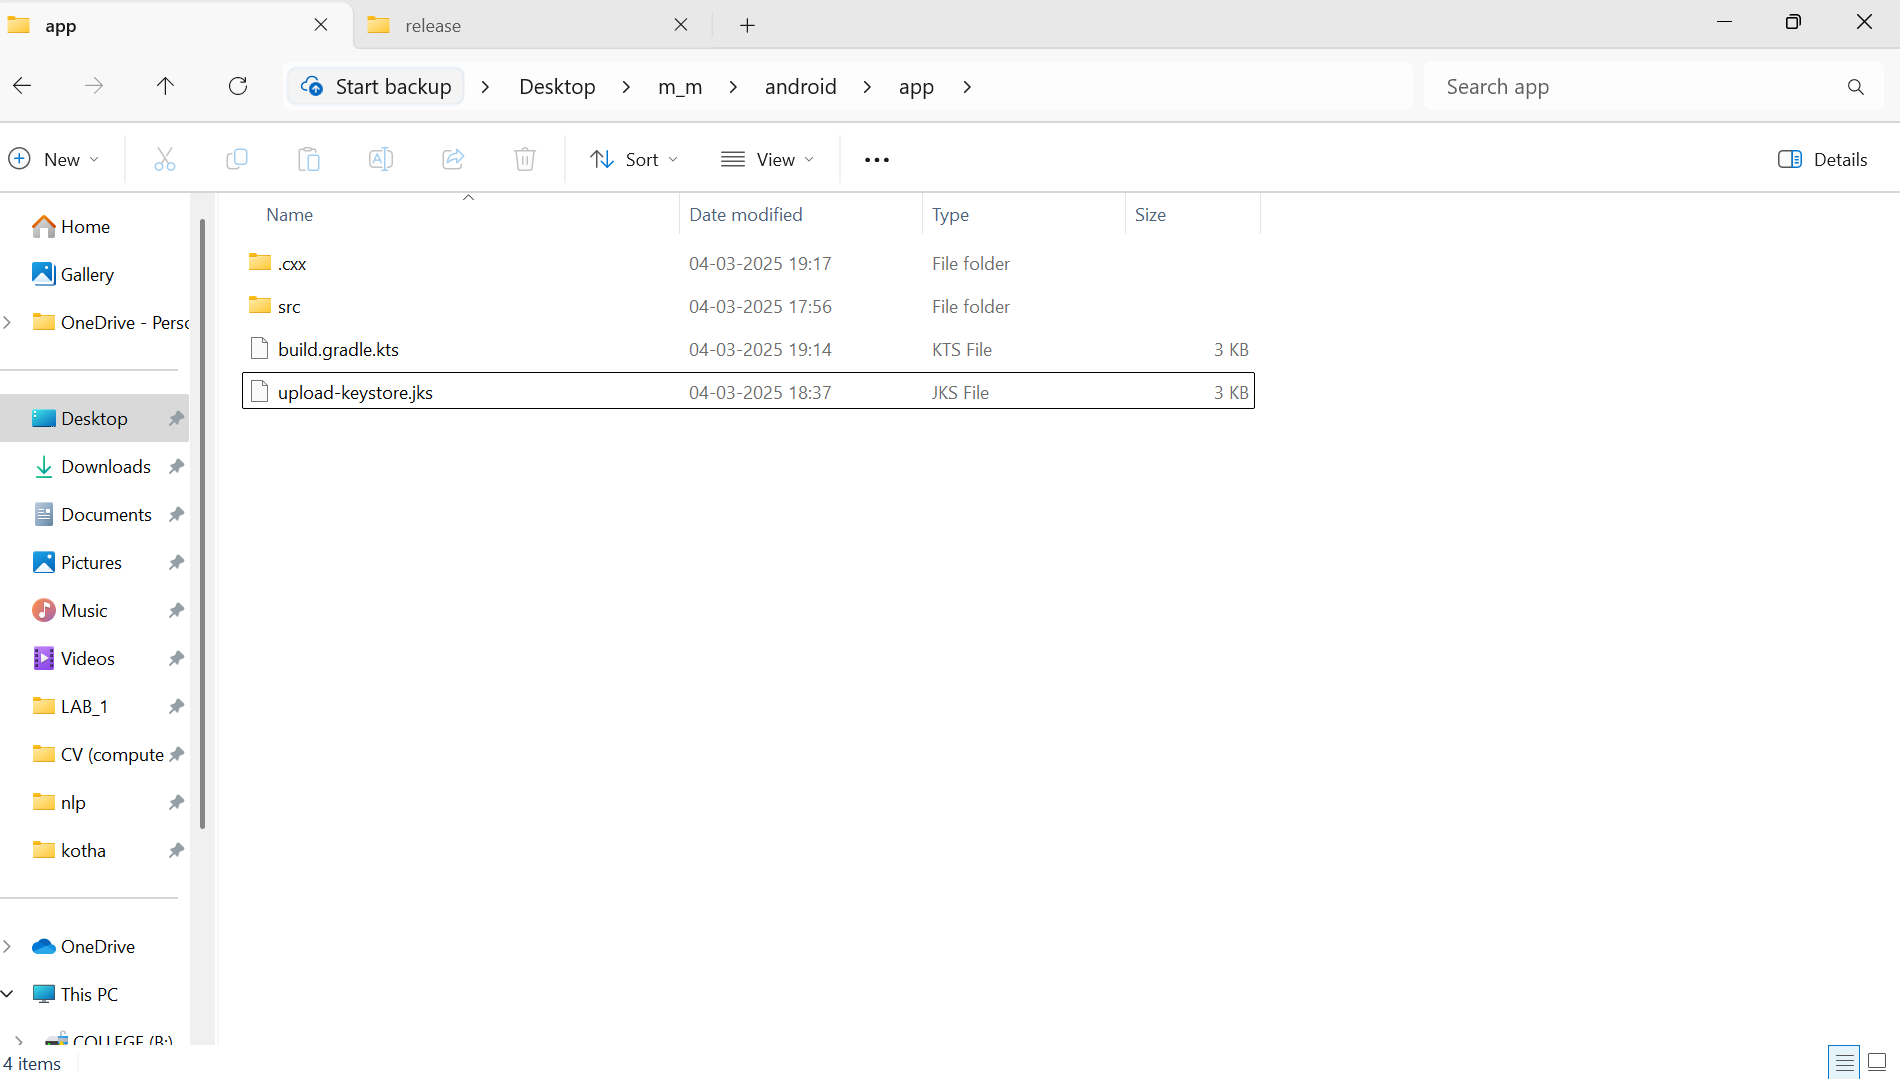 app
release
Start backup
Desktop
m_m
android
app
Search app
New
Sort
View
Details
Name
Date modified
Type
Size
.cxx 04-03-2025 19:17 File folder
src 04-03-2025 17:56 File folder
build.gradle.kts 04-03-2025 19:14 KTS File 3 KB
upload-keystore.jks 04-03-2025 18:37 JKS File 3 KB
Home
Gallery
OneDrive - Perso
Desktop
Downloads
Documents
Pictures
Music
Videos
LAB_1
CV (compute
nlp
kotha
OneDrive
This PC
COLLEGE (B:)
4 items